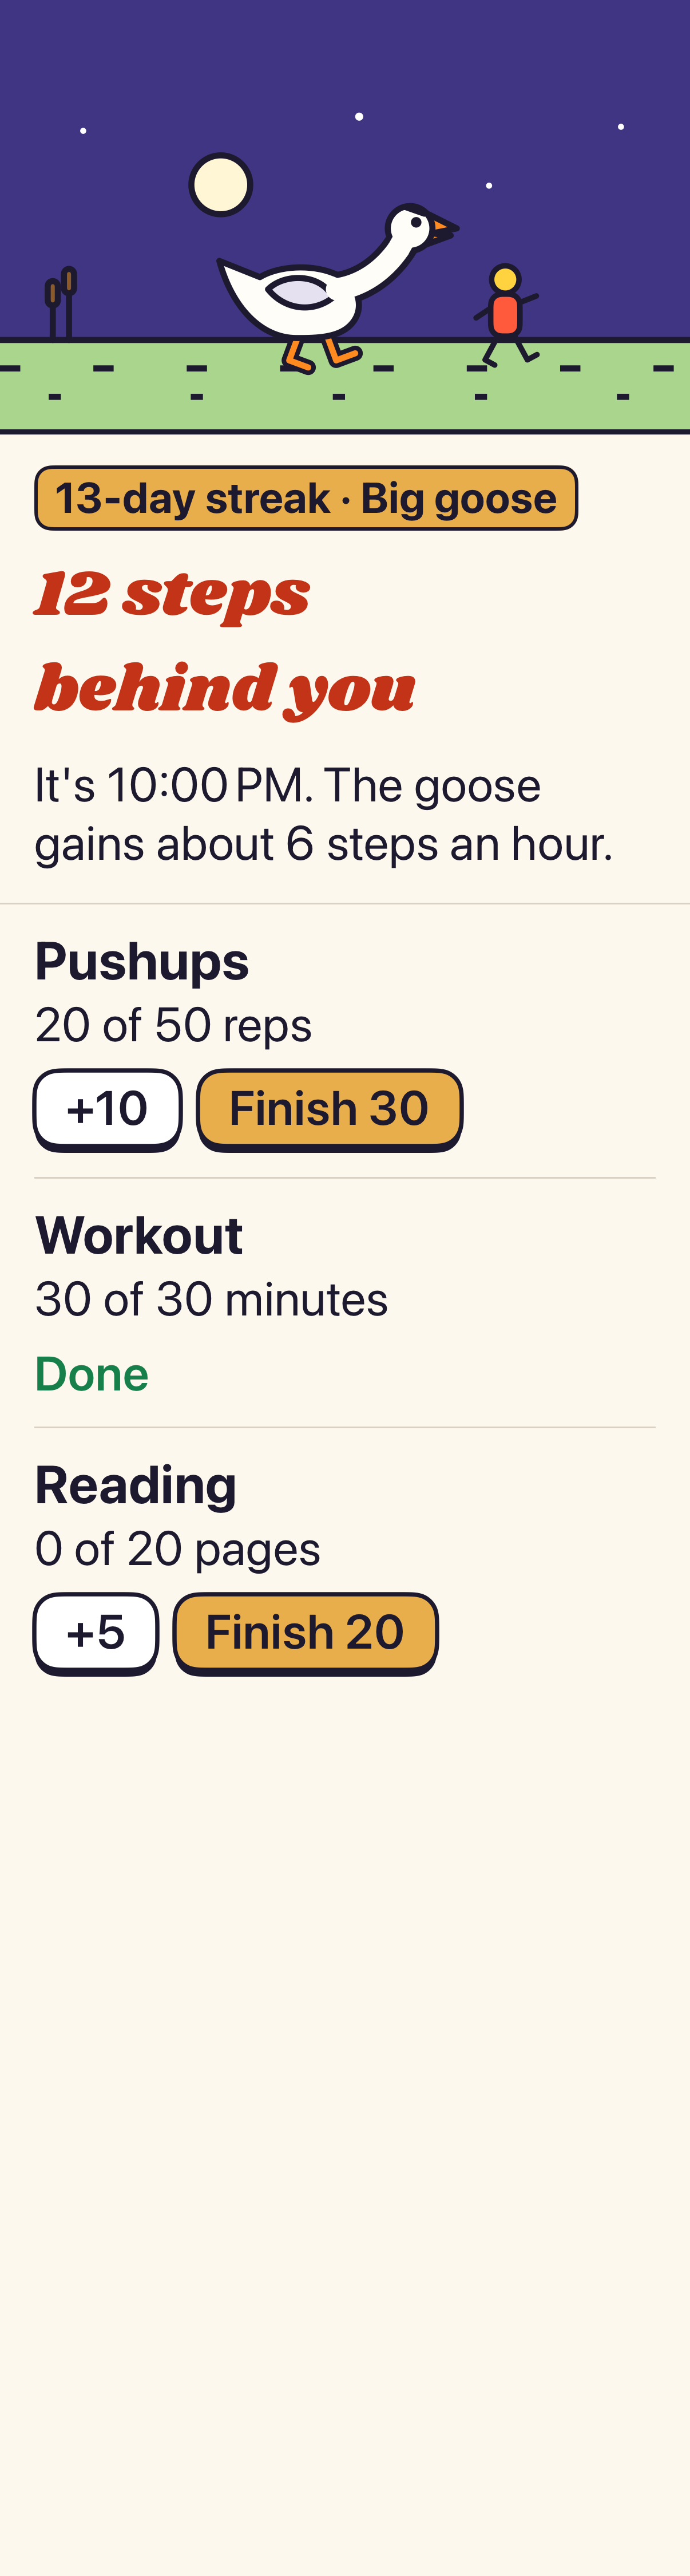 13-day streak · Big goose
12 steps
behind you
It's 10:00 PM. The goose
gains about 6 steps an hour.
Pushups
20 of 50 reps
+10
Finish 30
Workout
30 of 30 minutes
Done
Reading
0 of 20 pages
+5
Finish 20